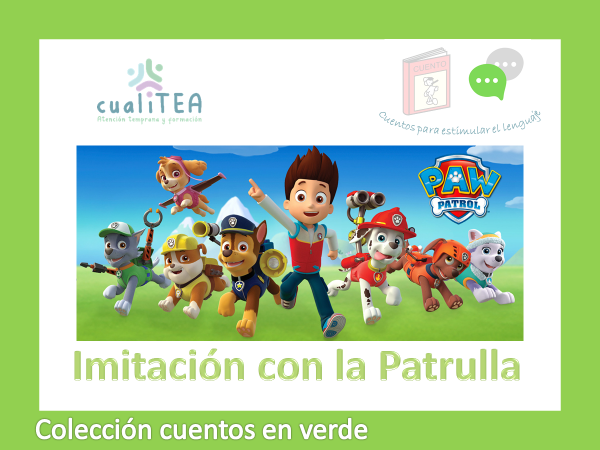 cualiTEA
Atención temprana y formación
CUENTO
Cuentos para estimular el lenguaje
PAW
PATROL
Imitación con la Patrulla
Colección cuentos en verde